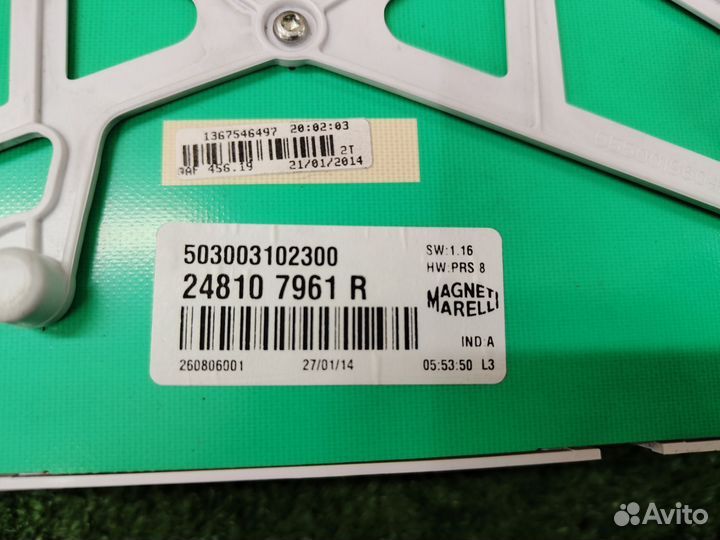 1367546497 20:02:03
2T
456.19 21/01/2014
503003102300
24810 7961 R
SW:1.16
HW:PRS 8
MAGNETI
MARELLI
IND A
260806001 27/01/14 05:53:50 L3
Avito